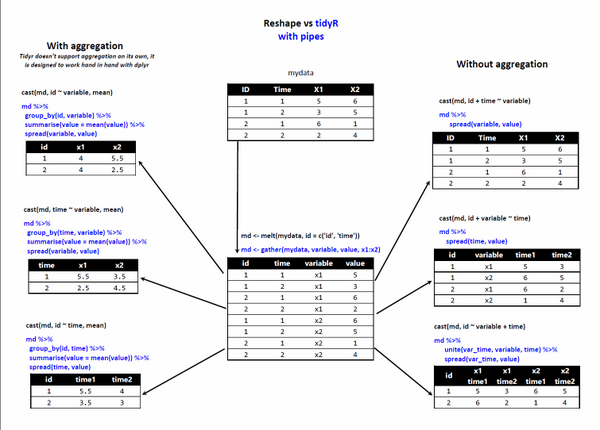 Reshape vs tidyR
with pipes
With aggregation
Tidyr doesn't support aggregation on its own, it
is designed to work hand in hand with dplyr
cast(md, id ~ variable, mean)
md %>%
group_by(id, variable) %>%
summarise(value = mean(value)) %>%
spread(variable, value)
id x1 x2
1 4 5.5
2 4 2.5
cast(md, time ~ variable, mean)
md %>%
group_by(time, variable) %>%
summarise(value = mean(value)) %>%
spread(variable, value)
time x1 x2
1 5.5 3.5
2 2.5 4.5
cast(md, id ~ time, mean)
md %>%
group_by(id, time) %>%
summarise(value = mean(value)) %>%
spread(time, value)
id time1 time2
1 5.5 4
2 3.5 3
mydata
ID Time X1 X2
1 1 5 6
1 2 3 5
2 1 6 1
2 2 2 4
md <- melt(mydata, id = c('id', 'time'))
md <- gather(mydata, variable, value, x1:x2)
id time variable value
1 1 x1 5
1 2 x1 3
2 1 x1 6
2 2 x1 2
1 1 x2 6
1 2 x2 5
2 1 x2 1
2 2 x2 4
Without aggregation
cast(md, id + time ~ variable)
md %>%
spread(variable, value)
ID Time X1 X2
1 1 5 6
1 2 3 5
2 1 6 1
2 2 2 4
cast(md, id + variable ~ time)
md %>%
spread(time, value)
id variable time1 time2
1 x1 5 3
1 x2 6 5
2 x1 6 2
2 x2 1 4
cast(md, id ~ variable + time)
md %>%
unite(var_time, variable, time) %>%
spread(var_time, value)
id x1 time1 x1 time2 x2 time1 x2 time2
1 5 3 6 5
2 6 2 1 4